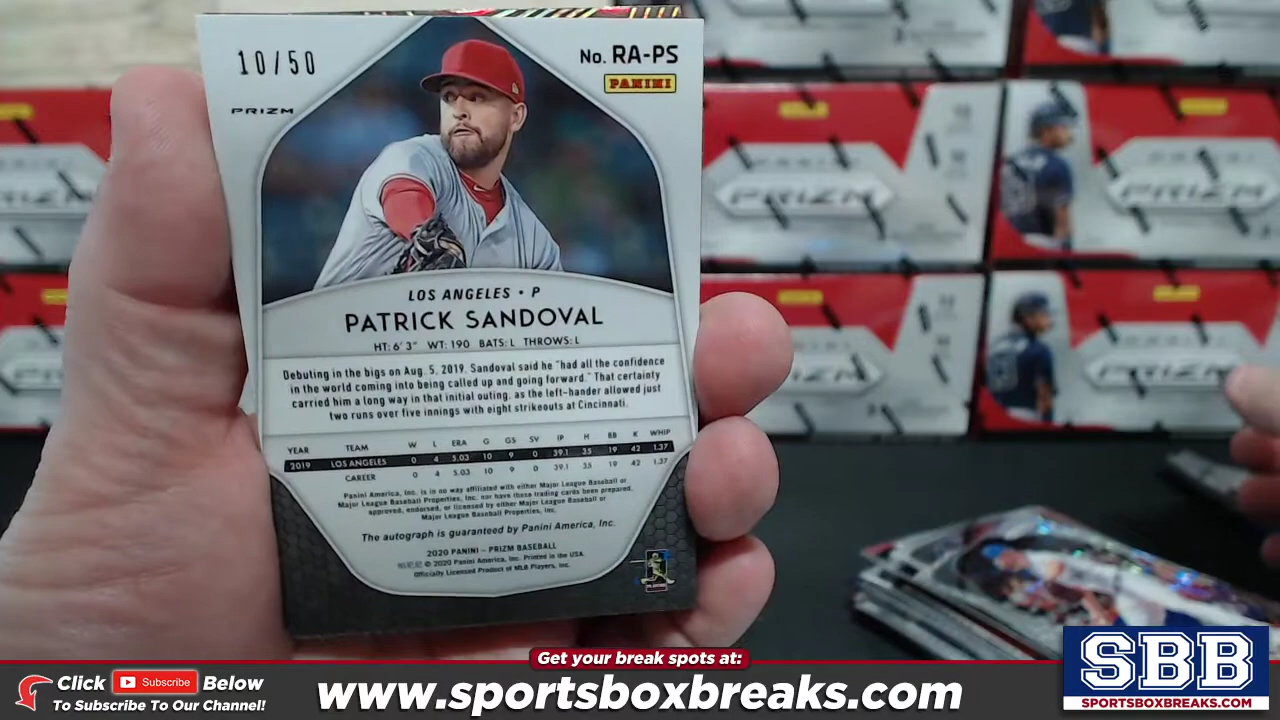 10/50
PRIZM
No. RA-PS
PANINI
LOS ANGELES • P
PATRICK SANDOVAL
HT: 6' 3" WT: 190 BATS: L THROWS: L
Debuting in the bigs on Aug. 5, 2019, Sandoval said he "had all the confidence
in the world coming into being called up and going forward." That certainty
carried him a long way in that initial outing, as the left-hander allowed just
two runs over five innings with eight strikeouts at Cincinnati.
YEAR TEAM W L ERA G GS SV IP H BB K WHIP
2019 LOS ANGELES 0 4 5.03 10 9 0 39.1 35 19 42 1.37
CAREER 0 4 5.03 10 9 0 39.1 35 19 42 1.37
Panini America, Inc. is in no way affiliated with either Major League Baseball or
Major League Baseball Properties, Inc. nor have these trading cards been prepared,
approved, endorsed, or licensed by either Major League Baseball or
Major League Baseball Properties, Inc.
The autograph is guaranteed by Panini America, Inc.
2020 PANINI – PRIZM BASEBALL
© 2020 Panini America, Inc. Printed in the USA.
Officially Licensed Product of MLB Players, Inc.
PRIZM
PRIZM
PRIZM
PRIZM
Get your break spots at:
Click Subscribe Below
To Subscribe To Our Channel!
www.sportsboxbreaks.com
SBB
SPORTSBOXBREAKS.COM